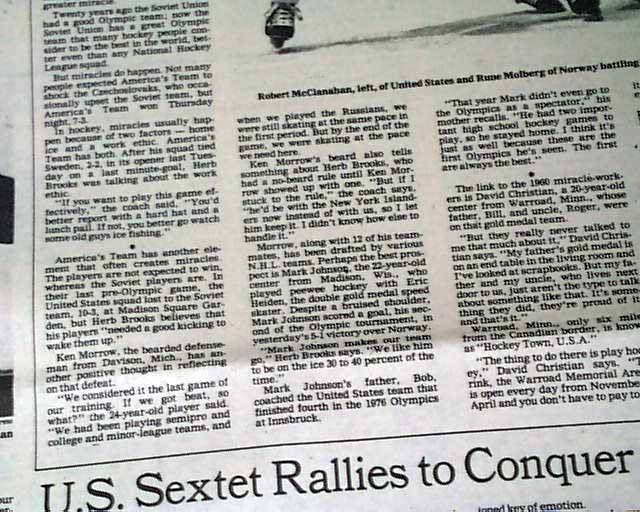 greater miracle.
Twenty years ago the Soviet Union
had a good Olympic team; now the
Soviet Union has a great Olympic
team that many hockey people con-
sider to be the best in the world, bet-
ter even than any National Hockey
League squad.
But miracles do happen. Not many
people expected America's Team to
shock the Czechoslovaks, who occa-
sionally upset the Soviet team, but
America's Team won Thursday
night, 7-3.
In hockey, miracles usually hap-
pen because of two factors — home
ice and a work ethic. America's
Team has both. After his squad tied
Sweden, 2-2, in its opener last Tues-
day on a last minute-goal, Herb
Brooks was talking about the work
ethic.
"If you want to play this game ef-
fectively," the coach said, "You'd
better report with a hard hat and a
lunch pail. If not, you better go watch
some old guys ice fishing."
America's Team has another ele-
ment that often creates miracles.
The players are not expected to win,
whereas the Soviet players are. In
their last pre-Olympic game, the
United States squad lost to the Soviet
team, 10-3, at Madison Square Gar-
den, but Herb Brooks believes that
his players "needed a good kicking to
wake them up."
Ken Morrow, the bearded defense-
man from Davison, Mich., has an-
other positive thought in reflecting
on that defeat.
"We considered it the last game of
our training. If we got beat, so
what?" the 24-year-old player said.
"We had been playing semipro and
college and minor-league teams, and
Robert McClanahan, left, of United States and Rune Molberg of Norway battling
when we played the Russians, we
were still skating at the same pace in
the first period. But by the end of the
game, we were skating at the pace
we need here."
Ken Morrow's beard also tells
something about Herb Brooks, who
had a no-beard rule until Ken Mor-
row showed up with one. "But if I
stuck to the rule," the coach says,
"he'd be with the New York Island-
ers now instead of with us, so I let
him keep it. I didn't know how else to
handle it."
Morrow, along with 12 of his team-
mates, has been drafted by various
N.H.L. teams. Perhaps the best pros-
pect is Mark Johnson, the 22-year-old
center from Madison, Wis., who
played peewee hockey with Eric
Heiden, the double gold medal speed
skater. Despite a bruised shoulder,
Mark Johnson scored a goal, his sec-
ond of the Olympic tournament, in
yesterday's 5-1 victory over Norway.
"Mark Johnson makes our team
go," Herb Brooks says. "We like him
to be on the ice 30 to 40 percent of the
time."
Mark Johnson's father, Bob,
coached the United States team that
finished fourth in the 1976 Olympics
at Innsbruck.
"That year Mark didn't even go to
the Olympics as a spectator," his
mother recalls. "He had two impor-
tant high school hockey games to
play, so he stayed home. I think it's
just as well because these are the
first Olympics he's seen. The first
are always the best."
The link to the 1960 miracle-work-
ers is David Christian, a 20-year-old
center from Warroad, Minn., whose
father, Bill, and uncle, Roger, were
on that gold medal team.
"But they really never talked to
me that much about it," David Chris-
tian says. "My father's gold medal is
on an end table in the living room and
I've looked at scrapbooks. But my fa-
ther and my uncle, who lives next
door to us, just aren't the type to talk
about something like that. It's some-
thing they did, they're proud of it
and that's it."
Warroad, Minn., only six miles
from the Canadian border, is known
as "Hockey Town, U.S.A."
"The thing to do there is play hock-
ey," David Christian says.
rink, the Warroad Memorial Are
is open every day from November
April and you don't have to pay to
U.S. Sextet Rallies to Conquer
joned key of emotion.